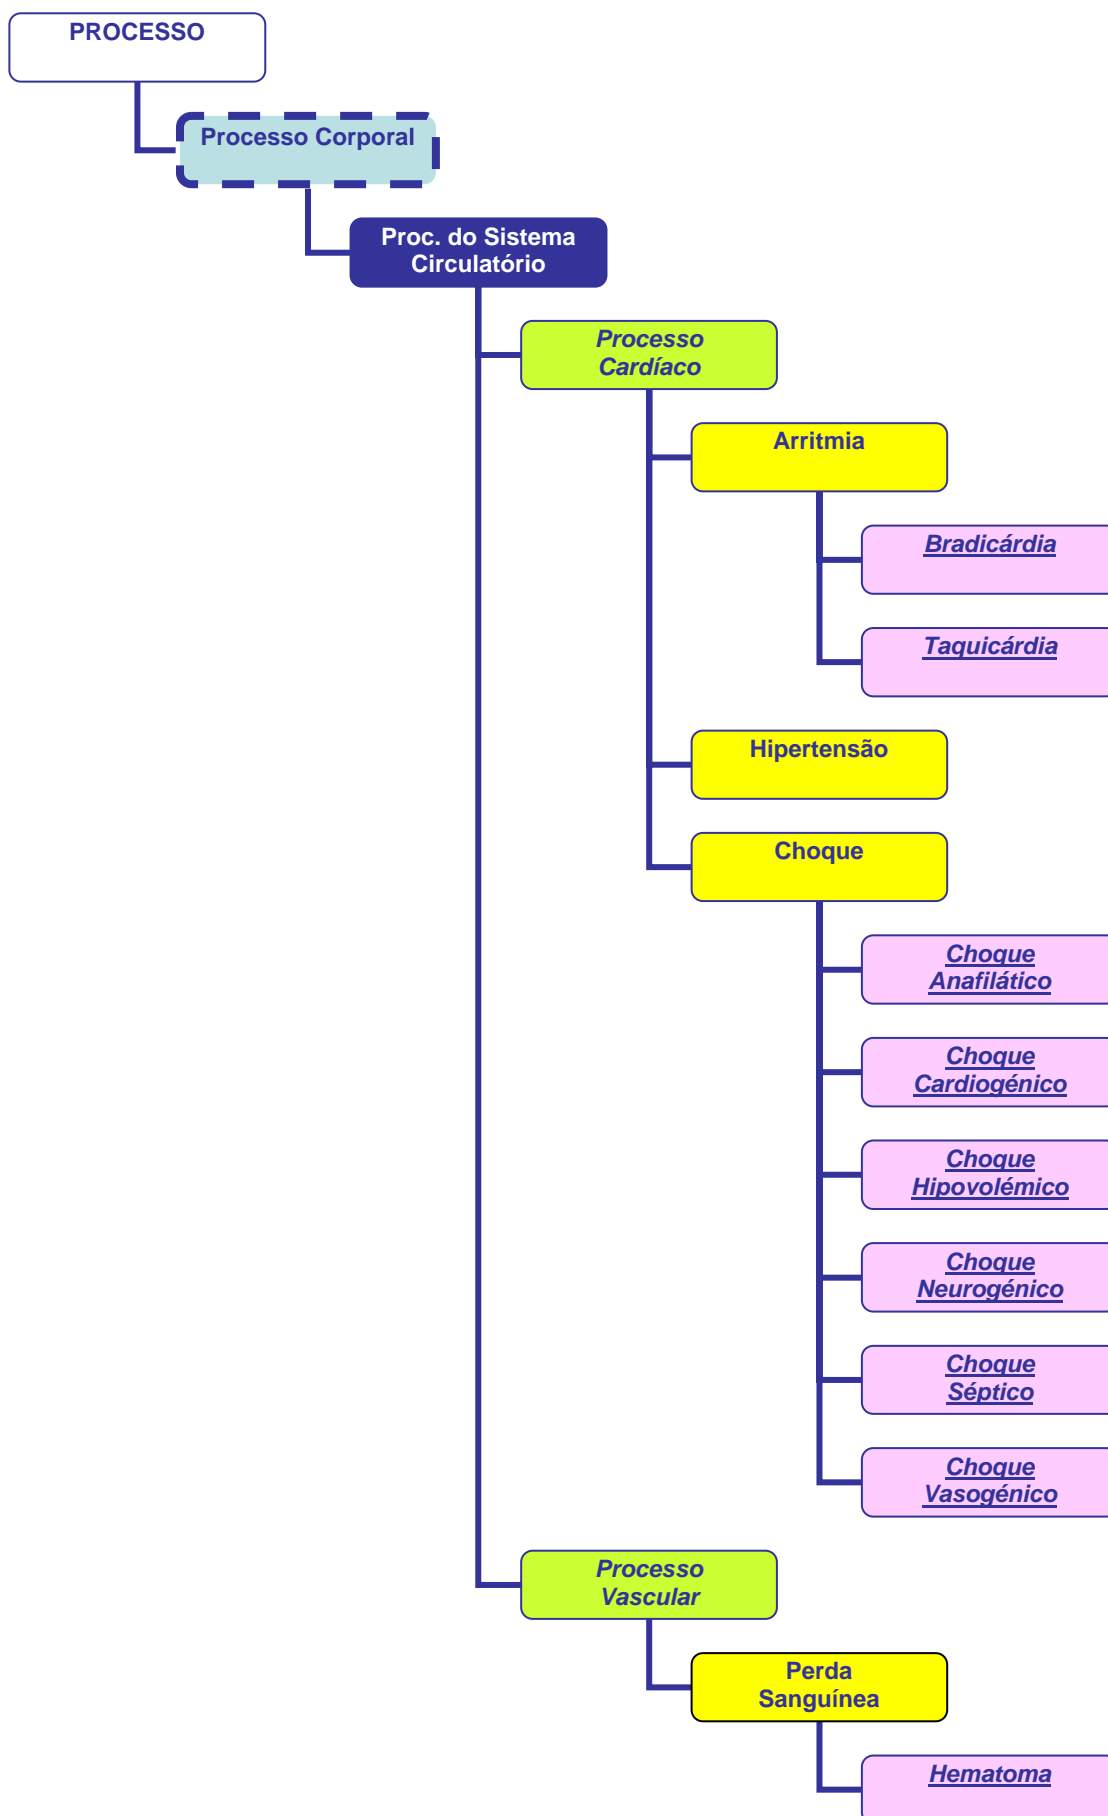 PROCESSO
Processo Corporal
Proc. do Sistema
Circulatório
Processo
Cardíaco
Arritmia
Bradicárdia
Taquicárdia
Hipertensão
Choque
Choque
Anafilático
Choque
Cardiogénico
Choque
Hipovolémico
Choque
Neurogénico
Choque
Séptico
Choque
Vasogénico
Processo
Vascular
Perda
Sanguínea
Hematoma